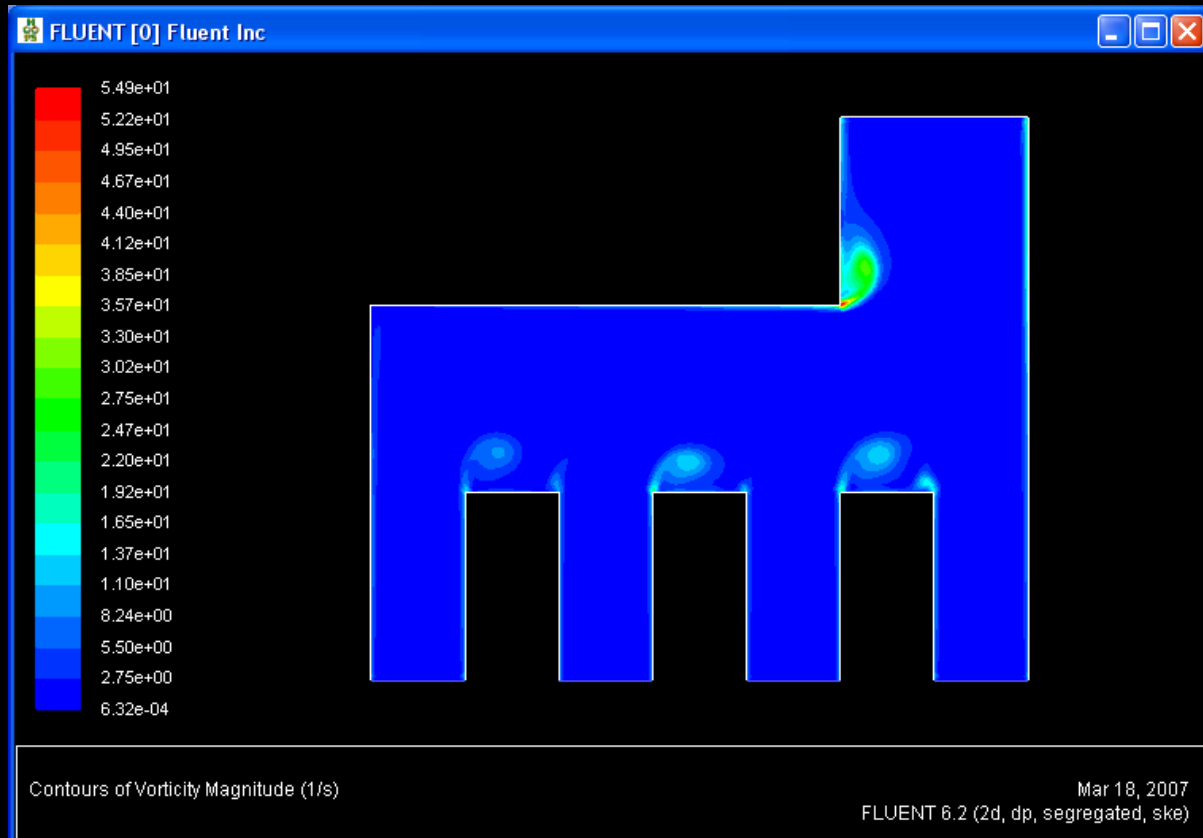 FLUENT [0] Fluent Inc
5.49e+01
5.22e+01
4.95e+01
4.67e+01
4.40e+01
4.12e+01
3.85e+01
3.57e+01
3.30e+01
3.02e+01
2.75e+01
2.47e+01
2.20e+01
1.92e+01
1.65e+01
1.37e+01
1.10e+01
8.24e+00
5.50e+00
2.75e+00
6.32e-04
Contours of Vorticity Magnitude (1/s)
Mar 18, 2007
FLUENT 6.2 (2d, dp, segregated, ske)